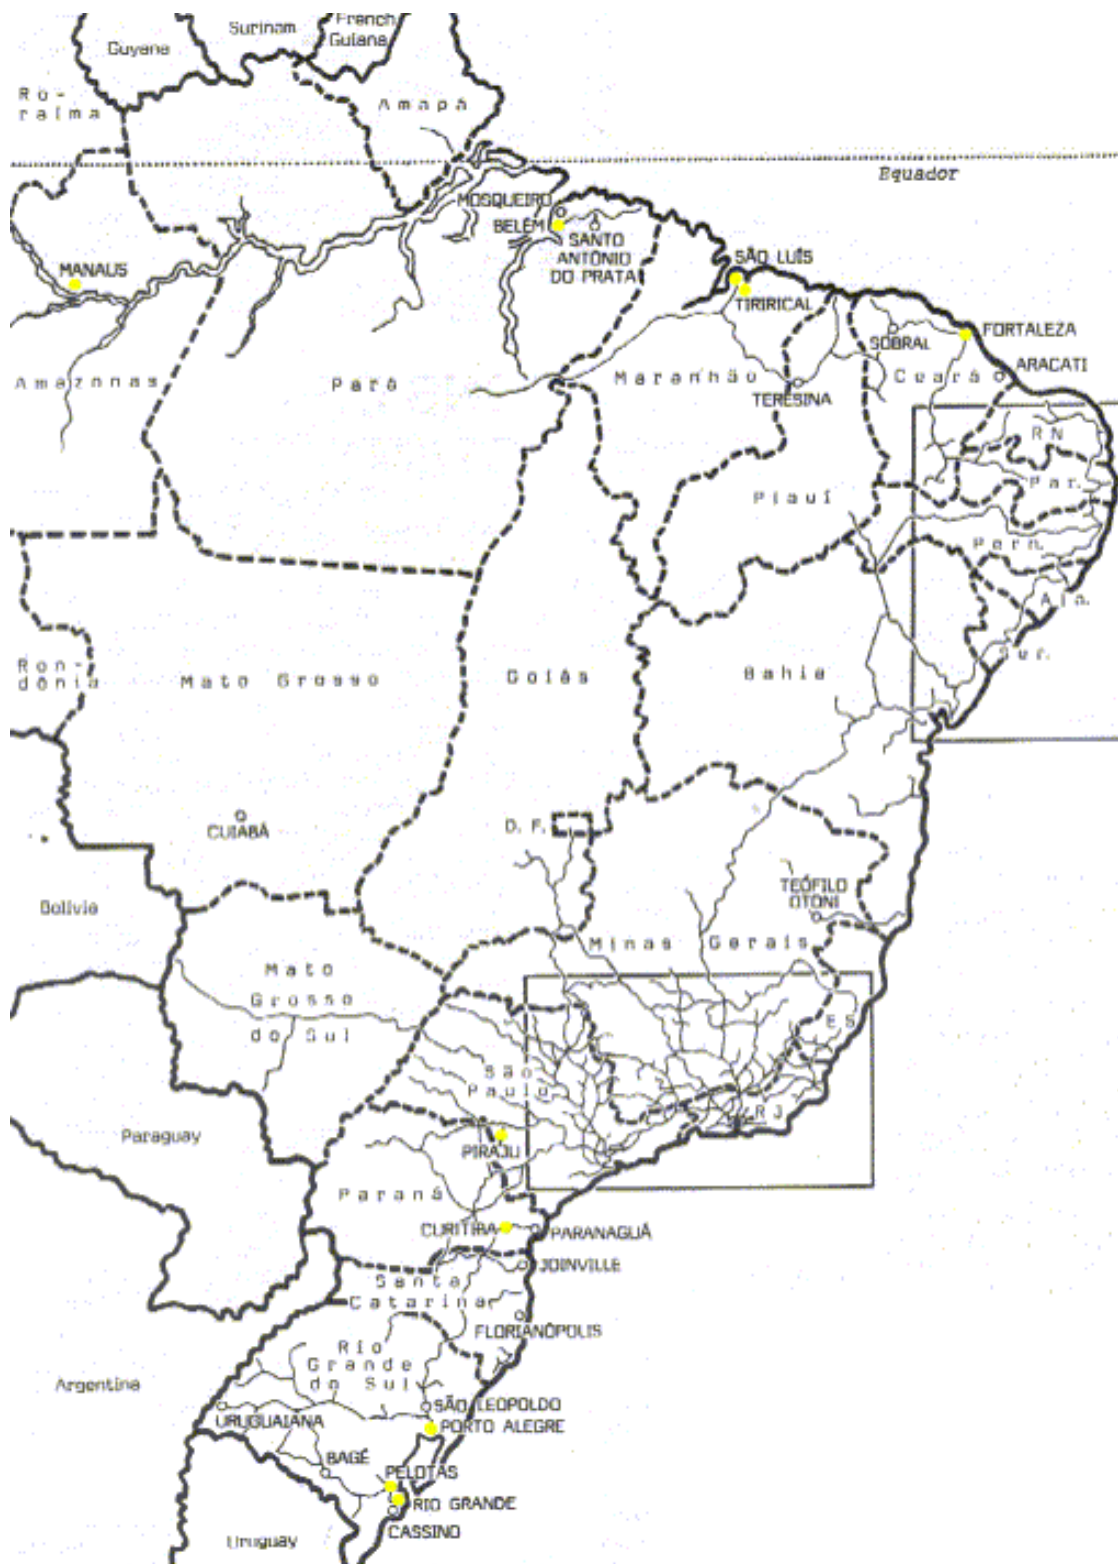 Surinam
French
Guiana
Guyana
Ro-
raima
Amapá
Equador
MOSQUEIRO
BELÉM
SANTO
ANTÔNIO
DO PRATA
MANAUS
SÃO LUÍS
TIRIRICAL
FORTALEZA
SOBRAL
ARACATI
Amazonas
Pará
Maranhão
Ceará
TERESINA
RN
Par.
Piauí
Pern.
Ala.
Ser.
Ron-
dônia
Mato Grosso
Goiás
Bahia
CUIABÁ
D. F.
TEÓFILO
OTONI
Bolivia
Minas Gerais
Mato
Grosso
do Sul
E S
São
Paulo
R J
Paraguay
PIRAJU
Paraná
CURITIBA
PARANAGUÁ
JOINVILLE
Santa
Catarina
FLORIANÓPOLIS
Rio
Grande
do Sul
Argentina
SÃO LEOPOLDO
URUGUAIANA
PORTO ALEGRE
BAGÉ
PELOTAS
RIO GRANDE
CASSINO
Uruguay